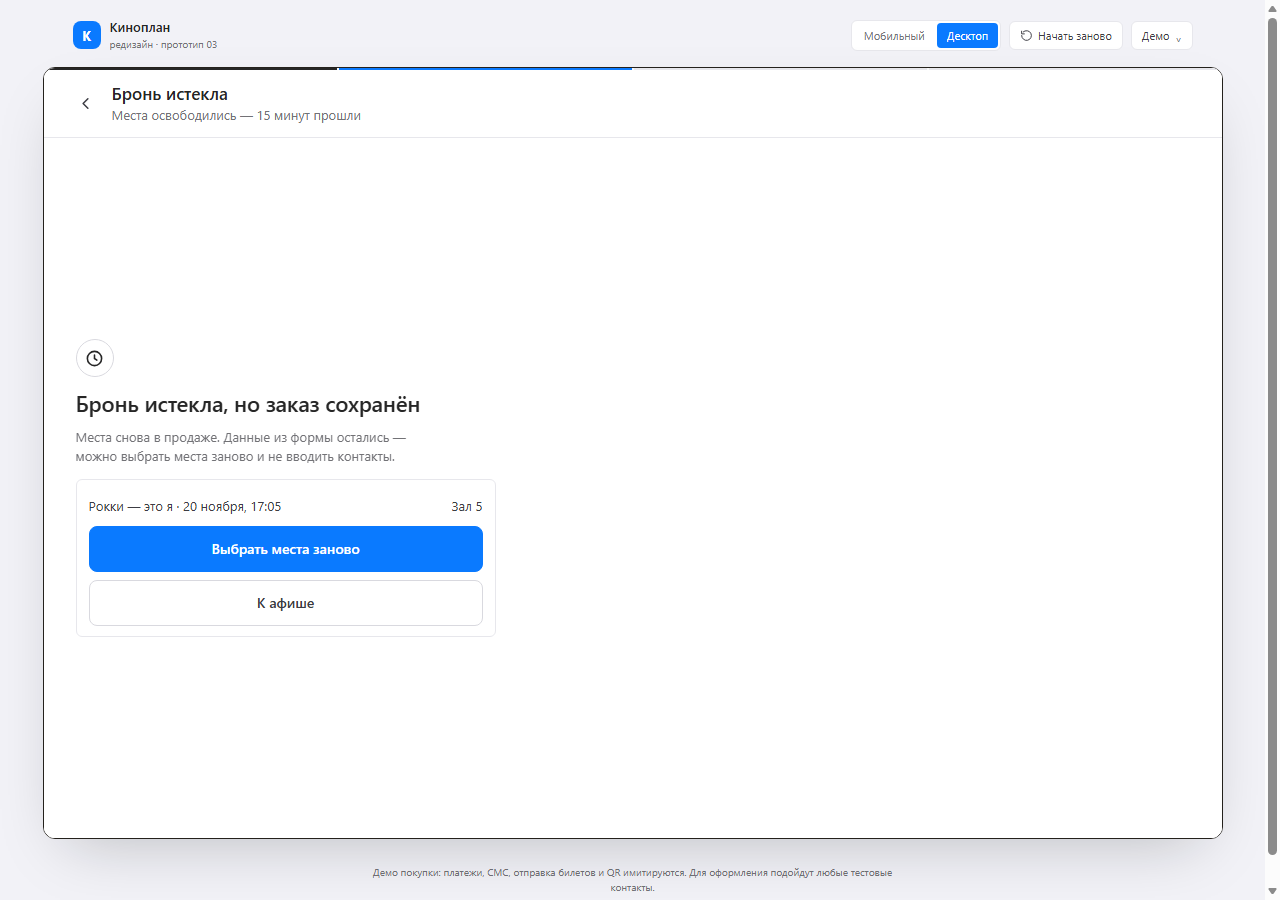 К
Киноплан
редизайн · прототип 03
Мобильный
Десктоп
Начать заново
Демо
Бронь истекла
Места освободились — 15 минут прошли
Бронь истекла, но заказ сохранён
Места снова в продаже. Данные из формы остались —
можно выбрать места заново и не вводить контакты.
Рокки — это я · 20 ноября, 17:05
Зал 5
Выбрать места заново
К афише
Демо покупки: платежи, СМС, отправка билетов и QR имитируются. Для оформления подойдут любые тестовые
контакты.